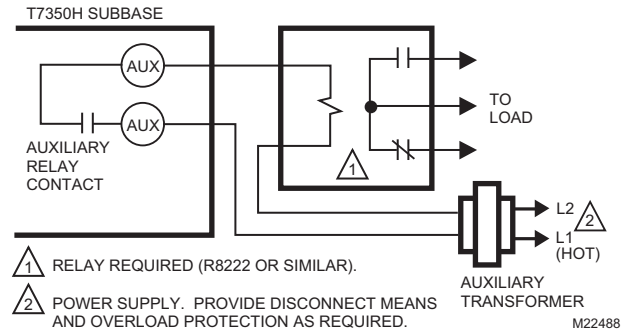 T7350H SUBBASE
AUX
AUX
AUXILIARY
RELAY
CONTACT
1
TO
LOAD
L2
2
L1
(HOT)
AUXILIARY
TRANSFORMER
1 RELAY REQUIRED (R8222 OR SIMILAR).
2 POWER SUPPLY. PROVIDE DISCONNECT MEANS
AND OVERLOAD PROTECTION AS REQUIRED.
M22488